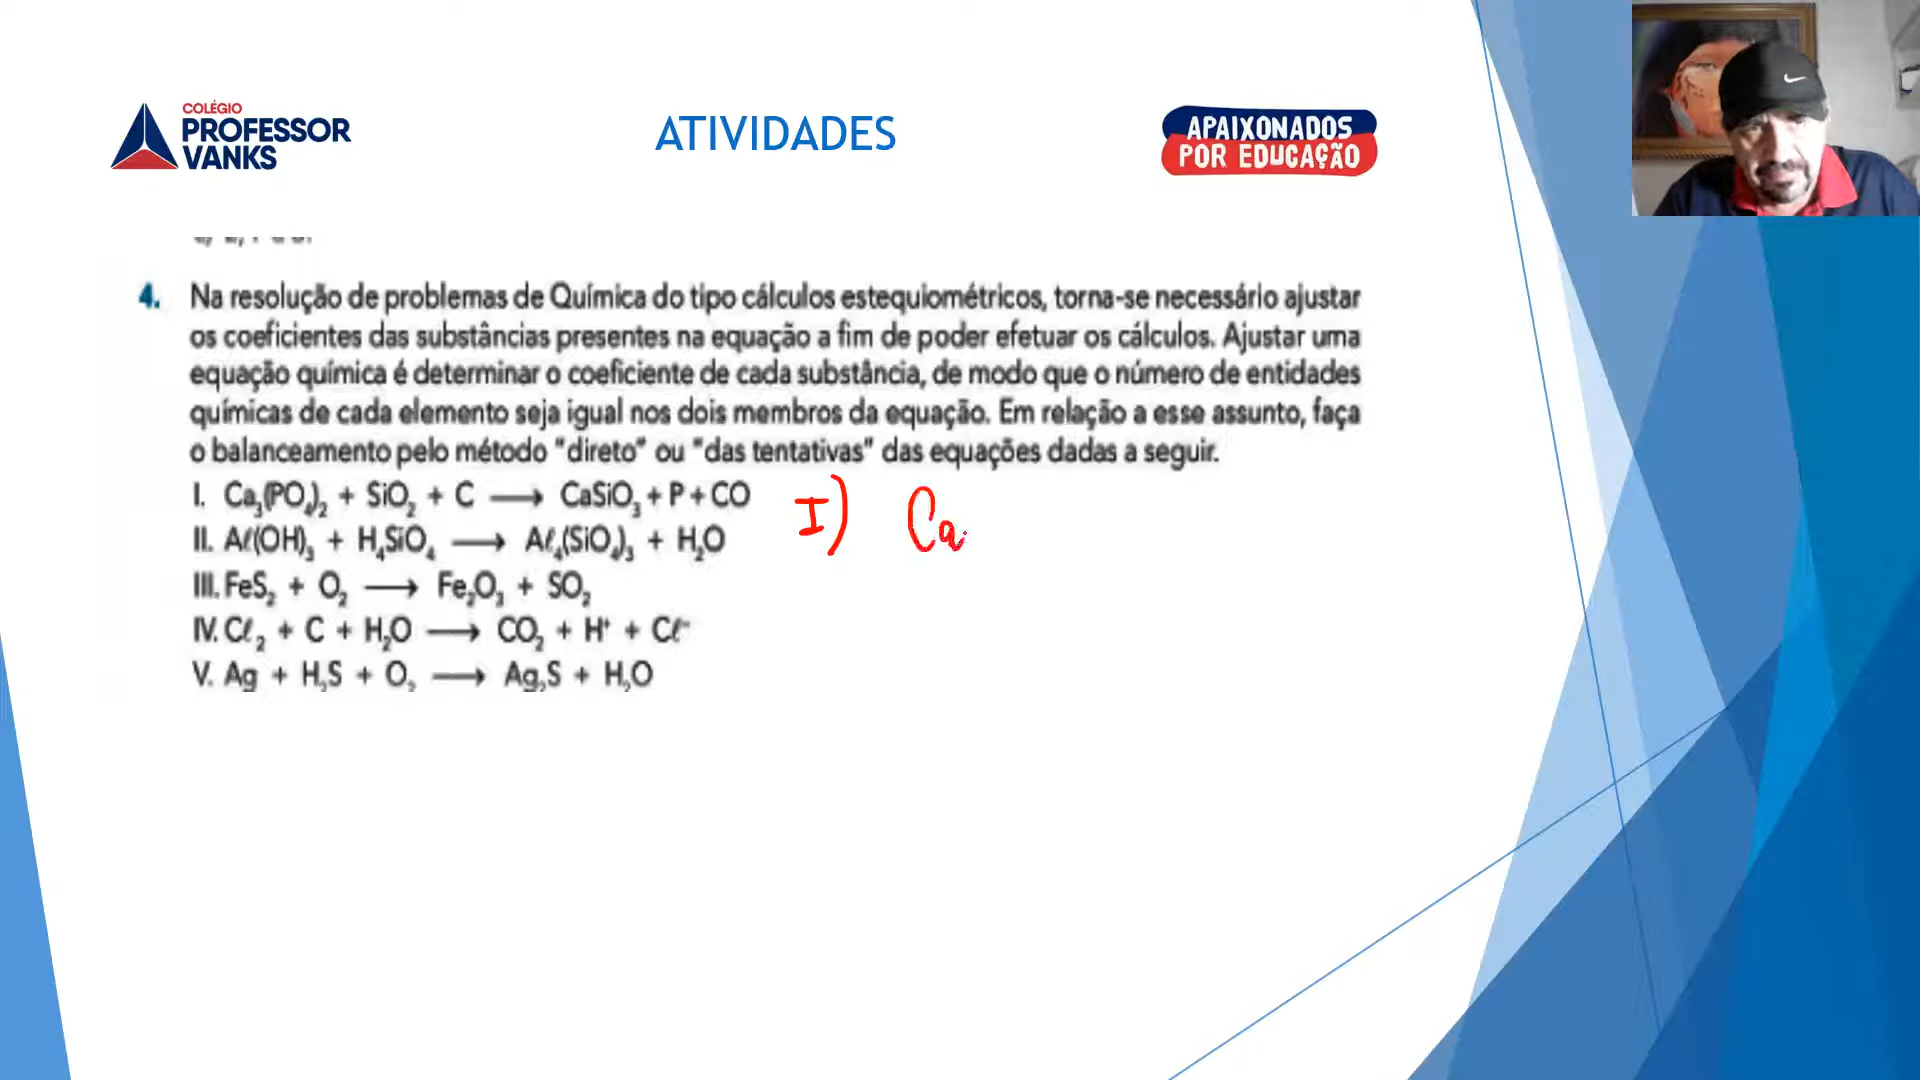 COLÉGIO
PROFESSOR
VANKS
ATIVIDADES
APAIXONADOS
POR EDUCAÇÃO
4. Na resolução de problemas de Química do tipo cálculos estequiométricos, torna-se necessário ajustar
os coeficientes das substâncias presentes na equação a fim de poder efetuar os cálculos. Ajustar uma
equação química é determinar o coeficiente de cada substância, de modo que o número de entidades
químicas de cada elemento seja igual nos dois membros da equação. Em relação a esse assunto, faça
o balanceamento pelo método "direto" ou "das tentativas" das equações dadas a seguir.
I. Ca₃(PO₄)₂ + SiO₂ + C ⟶ CaSiO₃ + P + CO
I) Ca
II. Aℓ(OH)₃ + H₄SiO₄ ⟶ Aℓ₄(SiO₄)₃ + H₂O
III. FeS₂ + O₂ ⟶ Fe₂O₃ + SO₂
IV. Cℓ₂ + C + H₂O ⟶ CO₂ + H⁺ + Cℓ⁻
V. Ag + H₂S + O₂ ⟶ Ag₂S + H₂O